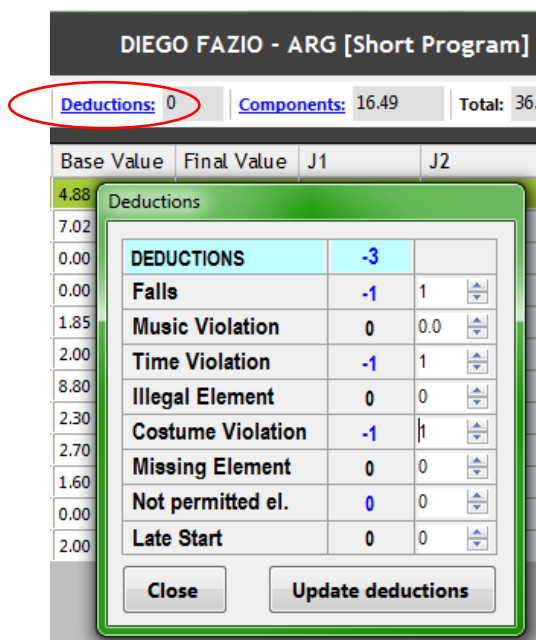 DIEGO FAZIO - ARG [Short Program]
Deductions: 0 Components: 16.49 Total: 36.
Base Value Final Value J1 J2
4.88
Deductions
7.02
0.00 DEDUCTIONS -3
0.00 Falls -1 1
1.85 Music Violation 0 0.0
2.00 Time Violation -1 1
8.80 Illegal Element 0 0
2.30 Costume Violation -1 1
2.70 Missing Element 0 0
1.60 Not permitted el. 0 0
0.00 Late Start 0 0
2.00
Close Update deductions